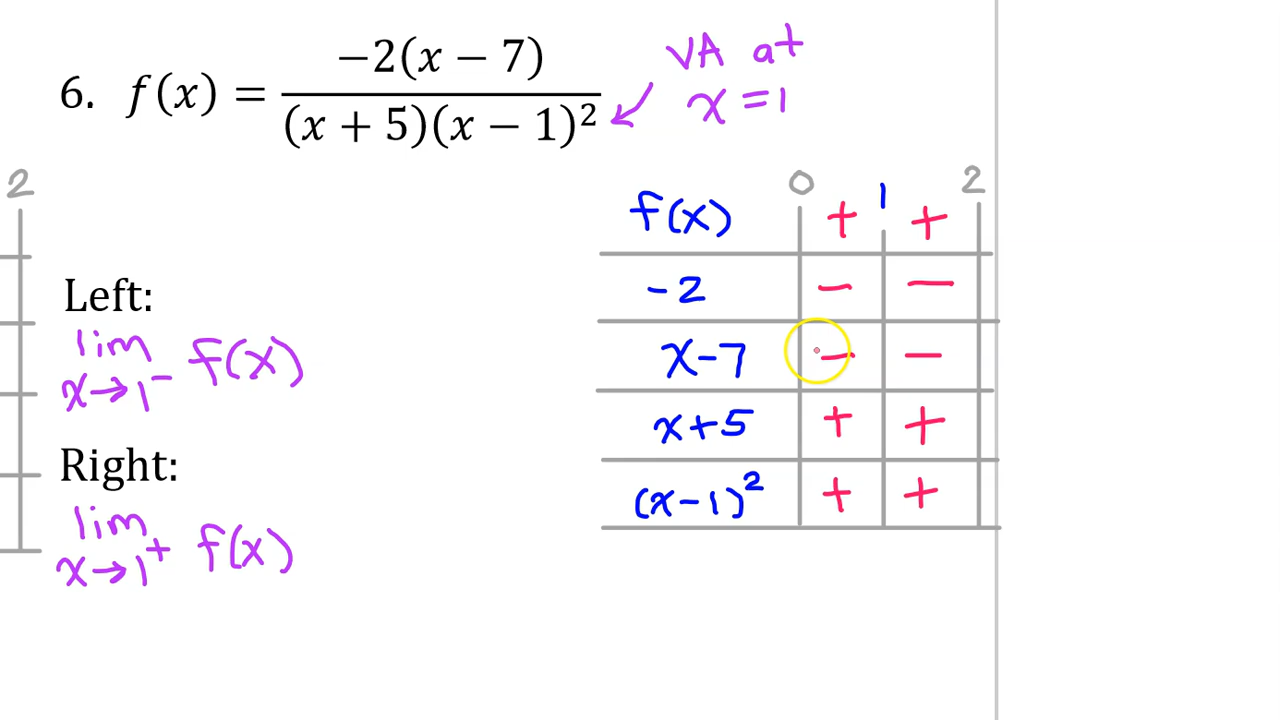 6. f(x) = −2(x − 7) / (x + 5)(x − 1)²
VA at
x = 1
2
Left:
lim x→1⁻ f(x)
Right:
lim x→1⁺ f(x)
0 1 2
f(x) + +
-2 − −
x-7 − −
x+5 + +
(x-1)² + +